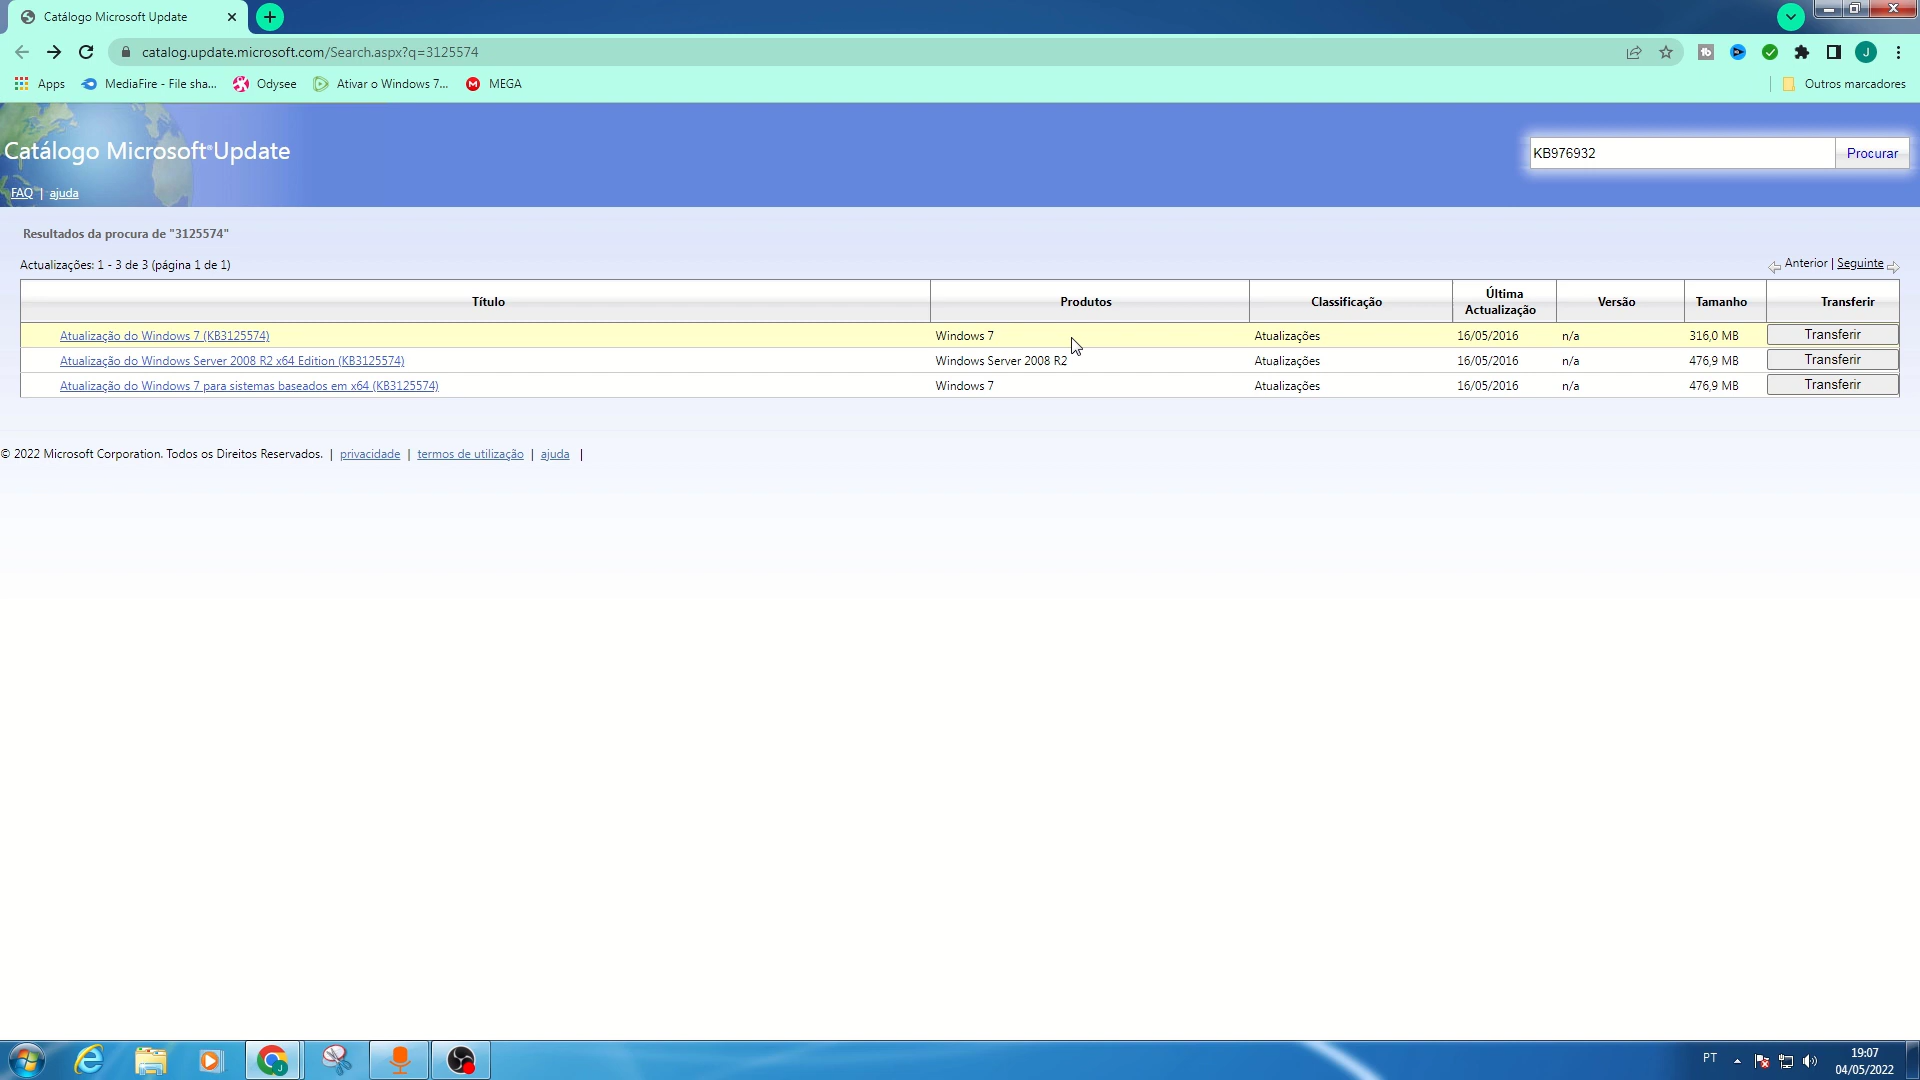 Catálogo Microsoft Update
catalog.update.microsoft.com/Search.aspx?q=3125574
J
Apps
MediaFire - File sha...
Odysee
Ativar o Windows 7...
MEGA
Outros marcadores
Catálogo Microsoft®Update
KB976932
Procurar
FAQ | ajuda
Resultados da procura de "3125574"
Actualizações: 1 - 3 de 3 (página 1 de 1)
Anterior | Seguinte
Título Produtos Classificação Última Actualização Versão Tamanho Transferir
Atualização do Windows 7 (KB3125574) Windows 7 Atualizações 16/05/2016 n/a 316,0 MB Transferir
Atualização do Windows Server 2008 R2 x64 Edition (KB3125574) Windows Server 2008 R2 Atualizações 16/05/2016 n/a 476,9 MB Transferir
Atualização do Windows 7 para sistemas baseados em x64 (KB3125574) Windows 7 Atualizações 16/05/2016 n/a 476,9 MB Transferir
© 2022 Microsoft Corporation. Todos os Direitos Reservados. | privacidade | termos de utilização | ajuda |
PT
19:07
04/05/2022